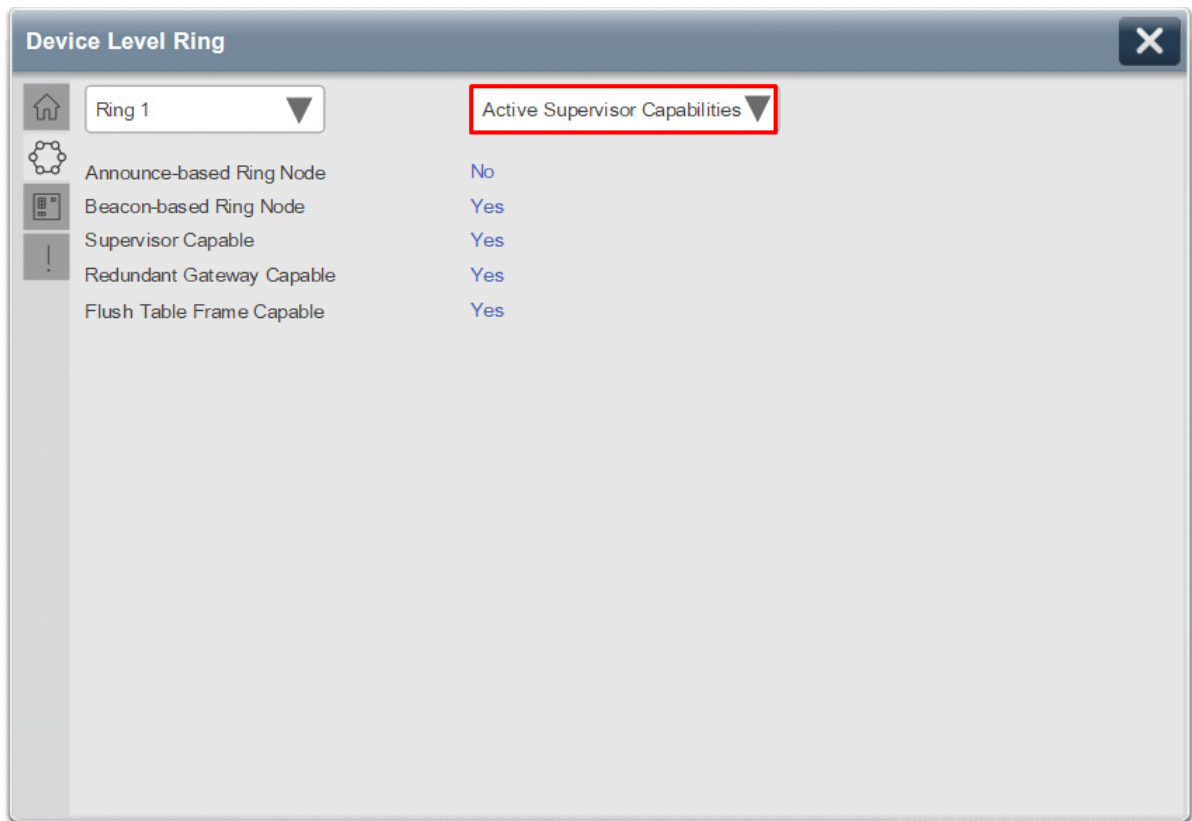 Device Level Ring
Ring 1
Active Supervisor Capabilities
Announce-based Ring Node No
Beacon-based Ring Node Yes
Supervisor Capable Yes
Redundant Gateway Capable Yes
Flush Table Frame Capable Yes